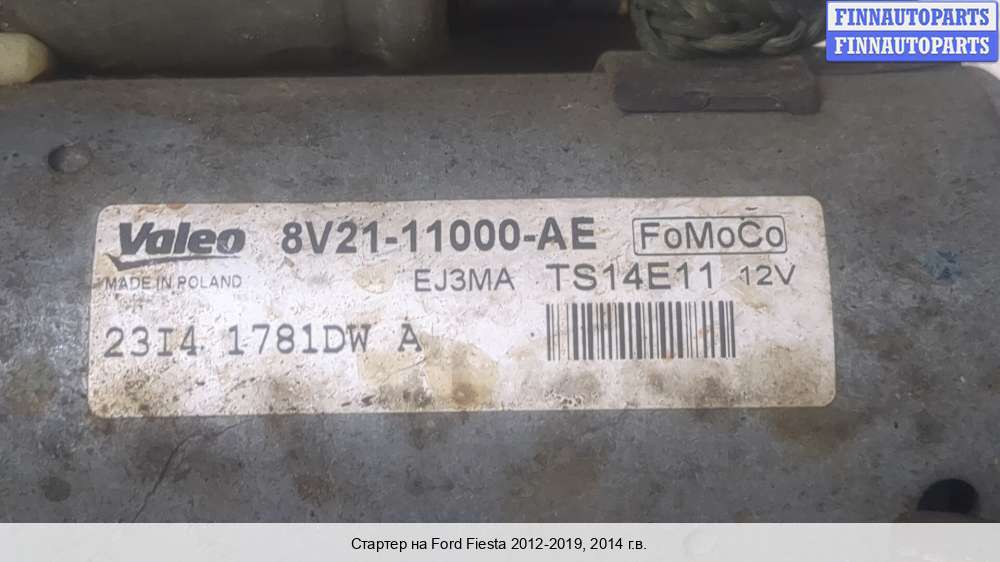 FINNAUTOPARTS
FINNAUTOPARTS
Valeo 8V21-11000-AE FoMoCo
MADE IN POLAND EJ3MA TS14E11 12V
23I4 1781DW A
Стартер на Ford Fiesta 2012-2019, 2014 г.в.